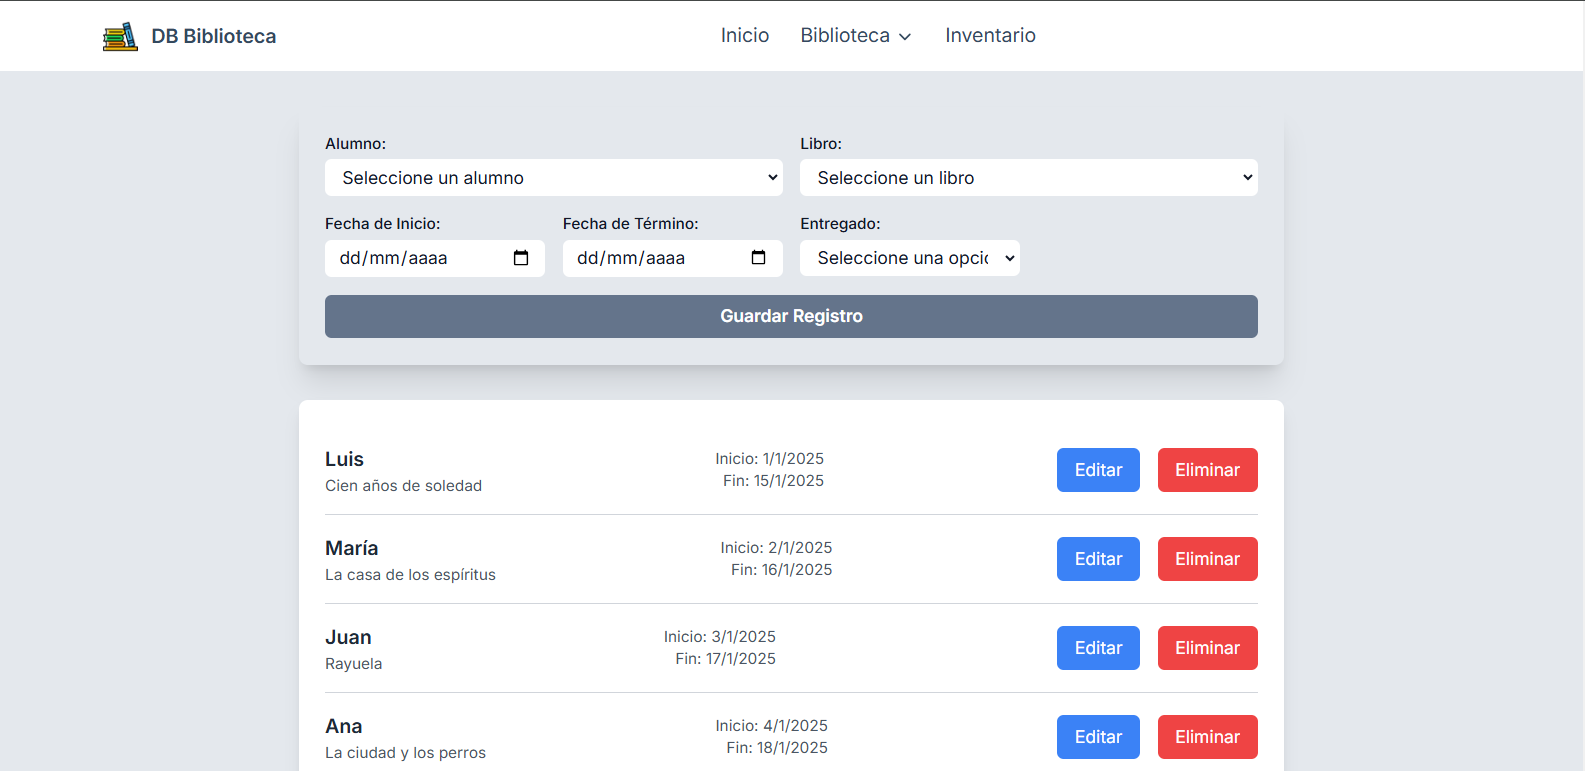 DB Biblioteca
Inicio
Biblioteca
Inventario
Alumno:
Libro:
Seleccione un alumno
Seleccione un libro
Fecha de Inicio:
Fecha de Término:
Entregado:
dd/mm/aaaa
dd/mm/aaaa
Seleccione una opci
Guardar Registro
Luis
Cien años de soledad
Inicio: 1/1/2025
Fin: 15/1/2025
Editar
Eliminar
María
La casa de los espíritus
Inicio: 2/1/2025
Fin: 16/1/2025
Editar
Eliminar
Juan
Rayuela
Inicio: 3/1/2025
Fin: 17/1/2025
Editar
Eliminar
Ana
La ciudad y los perros
Inicio: 4/1/2025
Fin: 18/1/2025
Editar
Eliminar